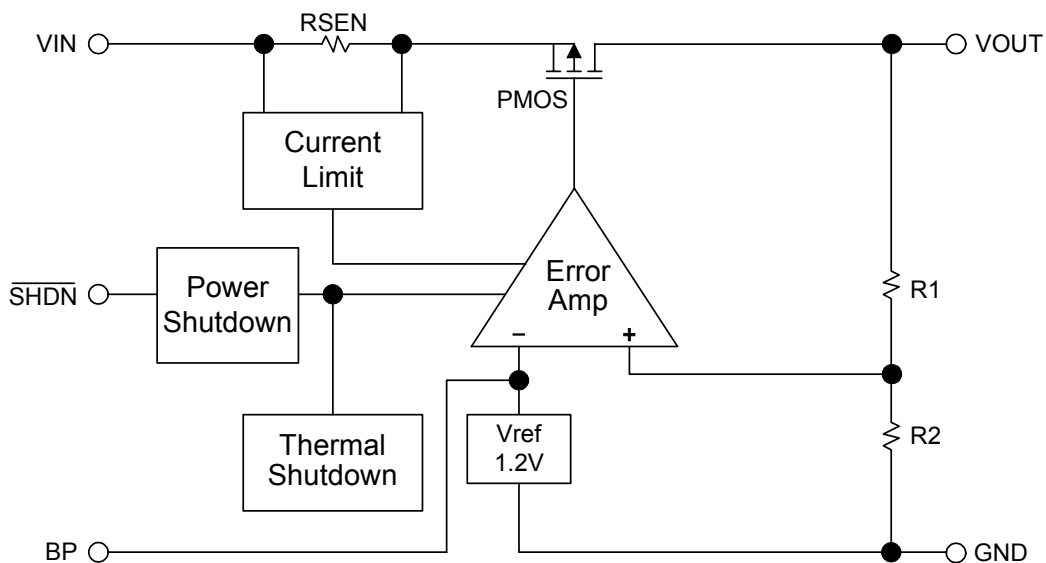 RSEN
VIN
VOUT
PMOS
Current
Limit
Error
Amp
SHDN
Power
Shutdown
R1
−
+
Thermal
Shutdown
Vref
1.2V
R2
BP
GND